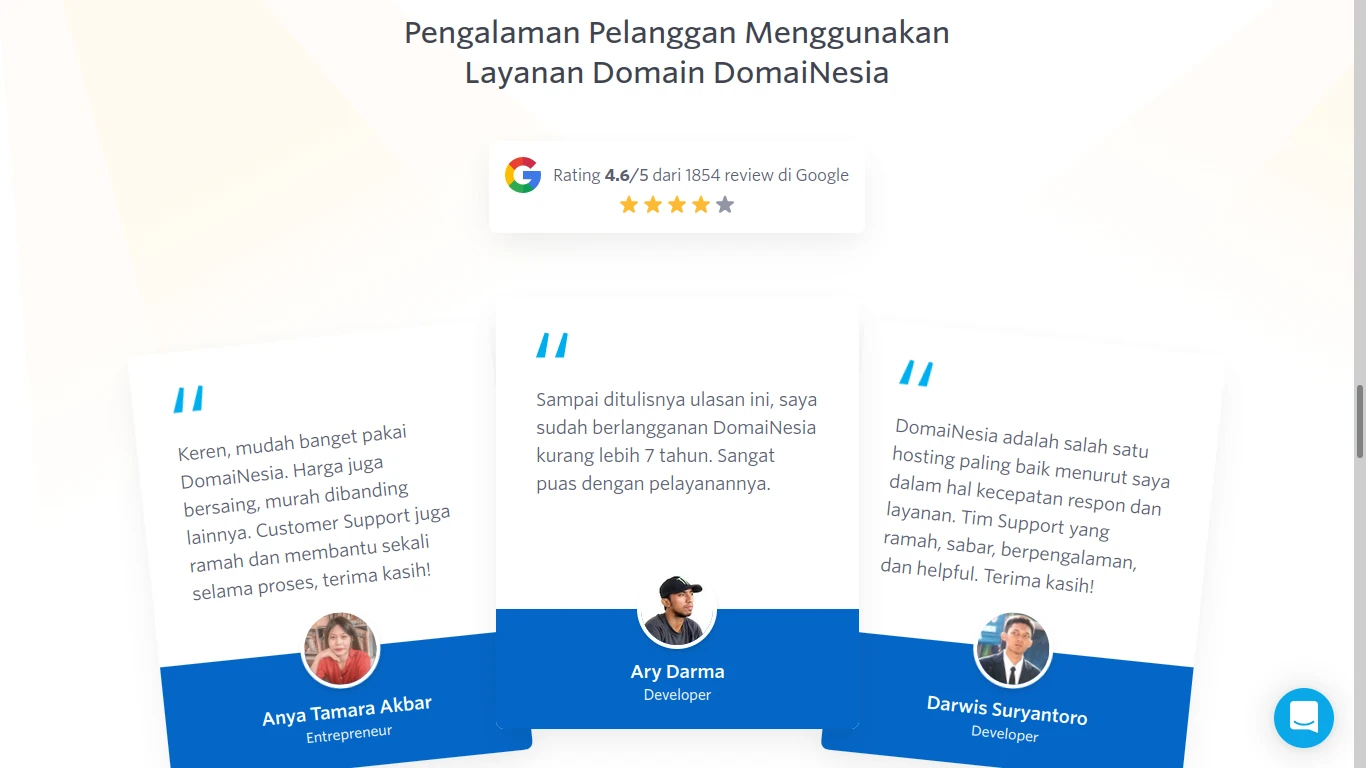 Pengalaman Pelanggan Menggunakan
Layanan Domain DomaiNesia
Rating 4.6/5 dari 1854 review di Google
Keren, mudah banget pakai
DomaiNesia. Harga juga
bersaing, murah dibanding
lainnya. Customer Support juga
ramah dan membantu sekali
selama proses, terima kasih!
Anya Tamara Akbar
Entrepreneur
Sampai ditulisnya ulasan ini, saya
sudah berlangganan DomaiNesia
kurang lebih 7 tahun. Sangat
puas dengan pelayanannya.
Ary Darma
Developer
DomaiNesia adalah salah satu
hosting paling baik menurut saya
dalam hal kecepatan respon dan
layanan. Tim Support yang
ramah, sabar, berpengalaman,
dan helpful. Terima kasih!
Darwis Suryantoro
Developer